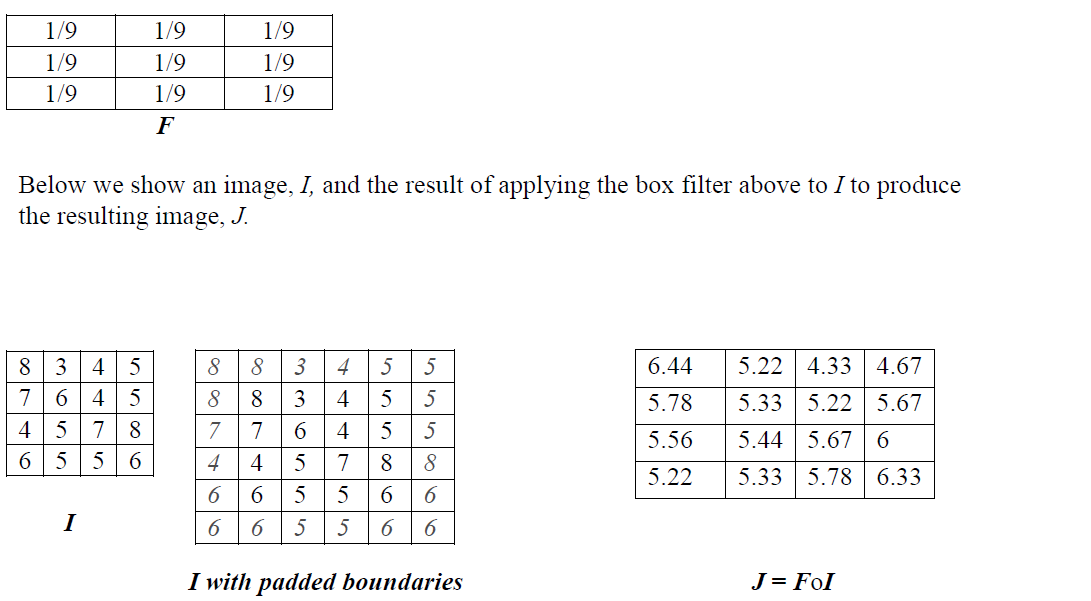 1/9 1/9 1/9
1/9 1/9 1/9
1/9 1/9 1/9
F
Below we show an image, I, and the result of applying the box filter above to I to produce
the resulting image, J.
8 3 4 5
7 6 4 5
4 5 7 8
6 5 5 6
I
8 8 3 4 5 5
8 8 3 4 5 5
7 7 6 4 5 5
4 4 5 7 8 8
6 6 5 5 6 6
6 6 5 5 6 6
I with padded boundaries
6.44 5.22 4.33 4.67
5.78 5.33 5.22 5.67
5.56 5.44 5.67 6
5.22 5.33 5.78 6.33
J = FoI